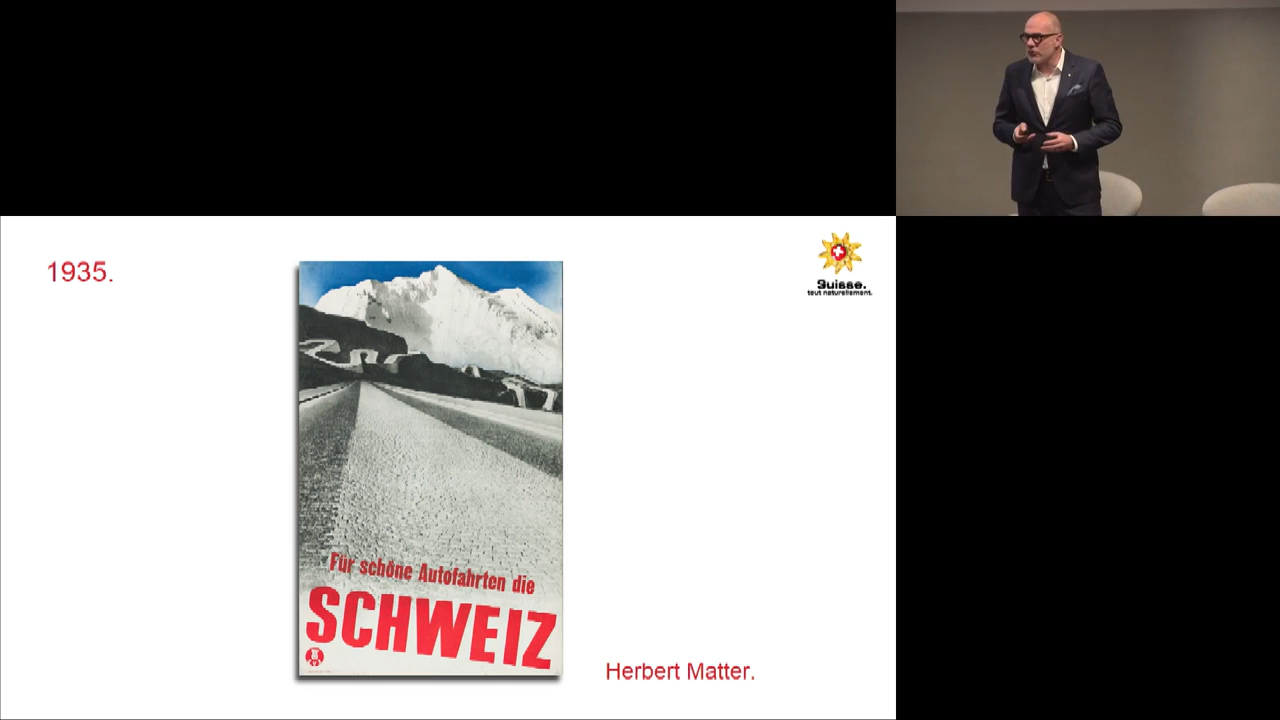 1935.
Suisse.
tout naturellement.
Für schöne Autofahrten die
SCHWEIZ
Herbert Matter.